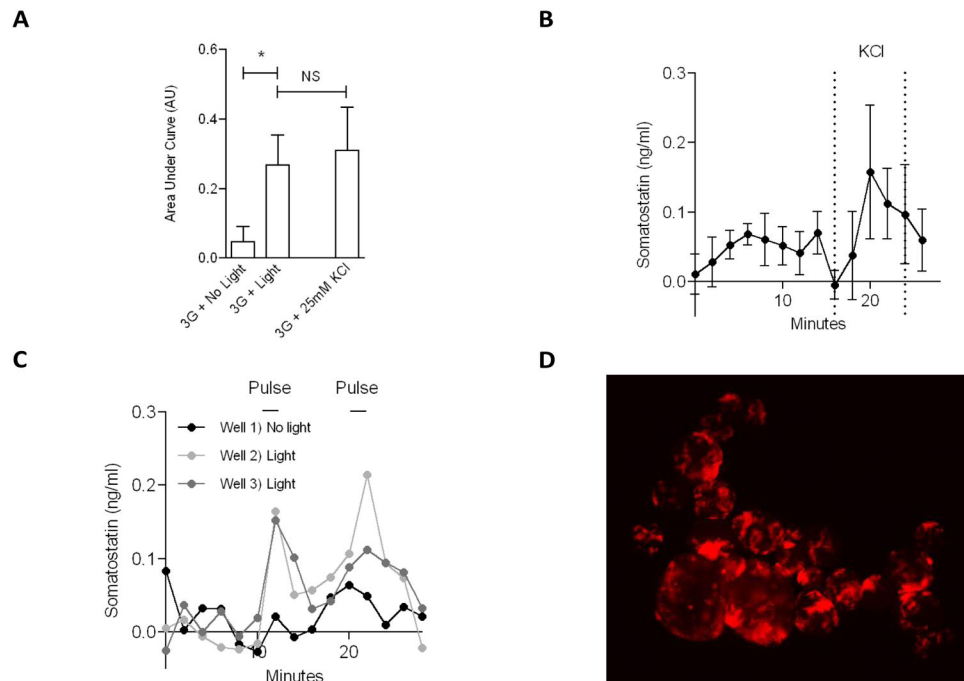 A
0.6
0.4
0.2
0.0
Area Under Curve (AU)
*
NS
3G + No Light
3G + Light
3G + 25mM KCl
B
KCl
0.3
0.2
0.1
0.0
Somatostatin (ng/ml)
10
20
Minutes
C
Pulse
Pulse
0.3
0.2
0.1
0.0
Somatostatin (ng/ml)
Well 1) No light
Well 2) Light
Well 3) Light
10
20
Minutes
D